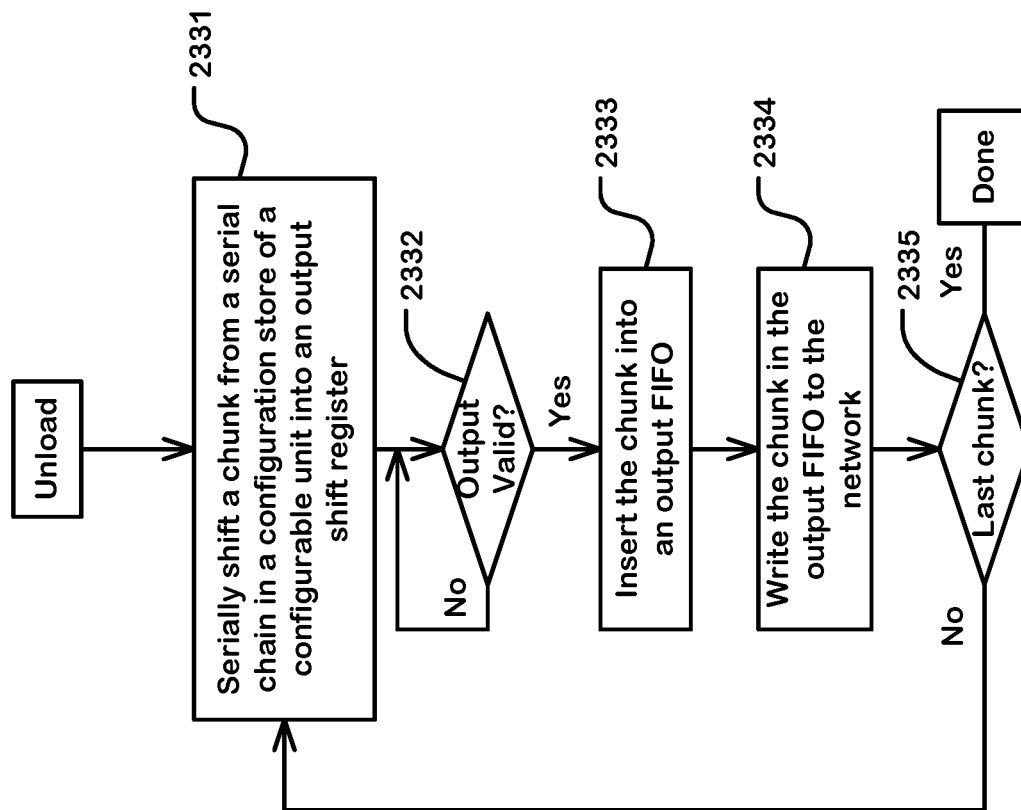 Unload
Serially shift a chunk from a serial
chain in a configuration store of a
configurable unit into an output
shift register
2331
Output
Valid?
2332
No
Yes
Insert the chunk into
an output FIFO
2333
Write the chunk in the
output FIFO to the
network
2334
Last chunk?
2335
No
Yes
Done